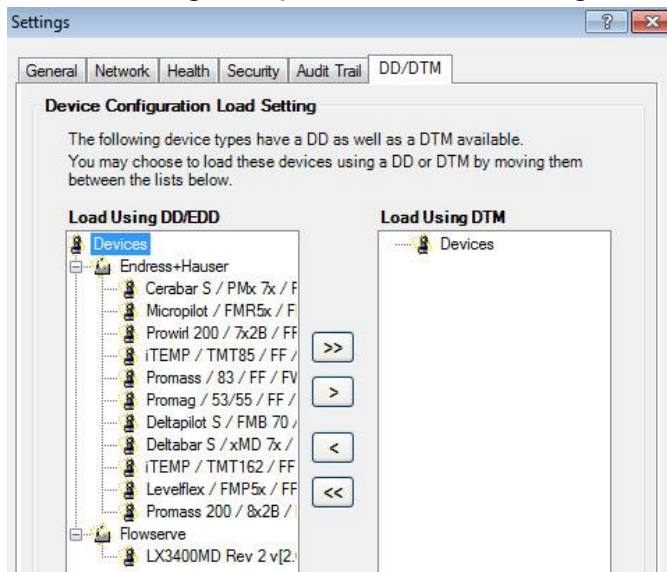 Settings
General Network Health Security Audit Trail DD/DTM
Device Configuration Load Setting
The following device types have a DD as well as a DTM available.
You may choose to load these devices using a DD or DTM by moving them
between the lists below.
Load Using DD/EDD
Devices
Endress+Hauser
Cerabar S / PMx 7x / F
Micropilot / FMR5x / F
Prowirl 200 / 7x2B / FF
iTEMP / TMT85 / FF /
Promass / 83 / FF / FW
Promag / 53/55 / FF /
Deltapilot S / FMB 70 /
Deltabar S / xMD 7x /
iTEMP / TMT162 / FF
Levelflex / FMP5x / FF
Promass 200 / 8x2B /
Flowserve
LX3400MD Rev 2 v[2.
>>
>
<
<<
Load Using DTM
Devices